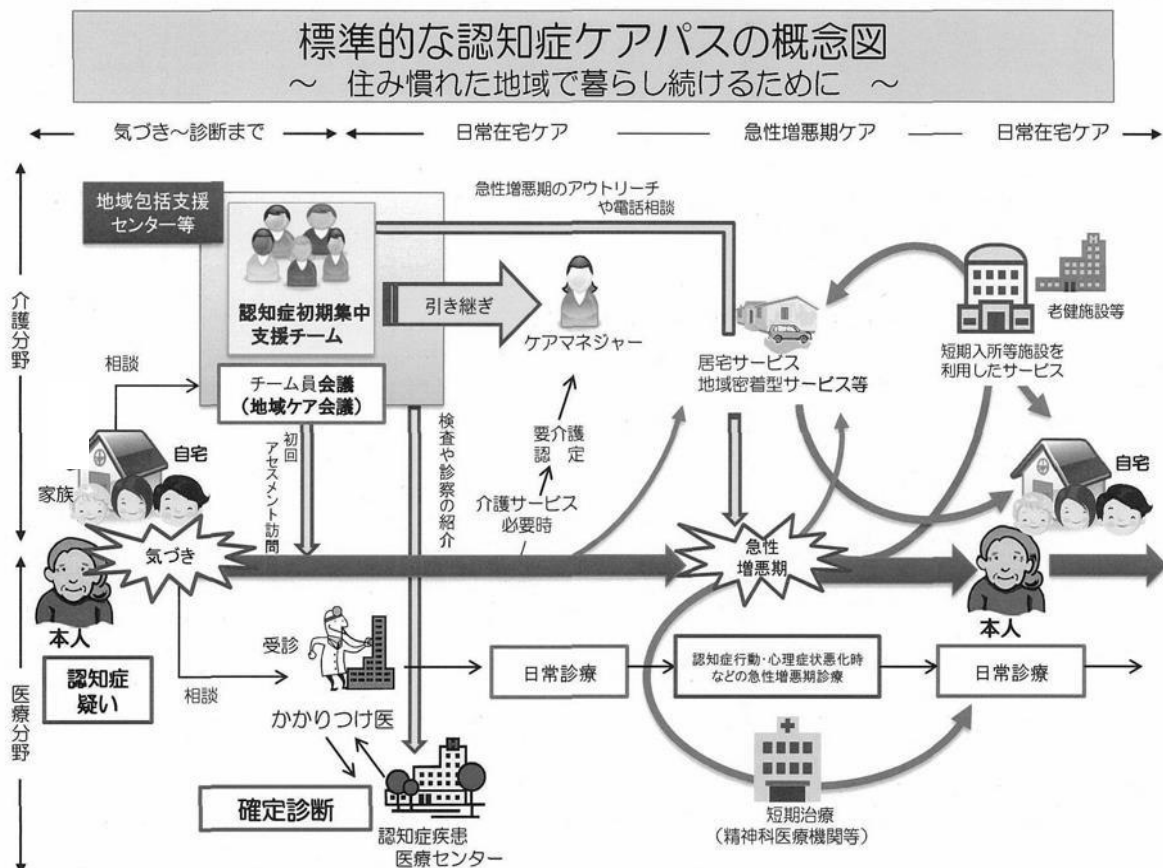 標準的な認知症ケアパスの概念図
～ 住み慣れた地域で暮らし続けるために ～
気づき～診断まで
日常在宅ケア
急性増悪期ケア
日常在宅ケア
介護分野
医療分野
地域包括支援
センター等
認知症初期集中
支援チーム
チーム員会議
（地域ケア会議）
急性増悪期のアウトリーチ
や電話相談
引き継ぎ
ケアマネジャー
居宅サービス
地域密着型サービス等
老健施設等
短期入所等施設を
利用したサービス
相談
自宅
家族
初回
アセスメント訪問
検査や診察の紹介
要介護
認 定
介護サービス
必要時
自宅
気づき
急性
増悪期
本人
本人
認知症
疑い
相談
受診
かかりつけ医
日常診療
認知症行動・心理症状悪化時
などの急性増悪期診療
日常診療
確定診断
認知症疾患
医療センター
短期治療
（精神科医療機関等）